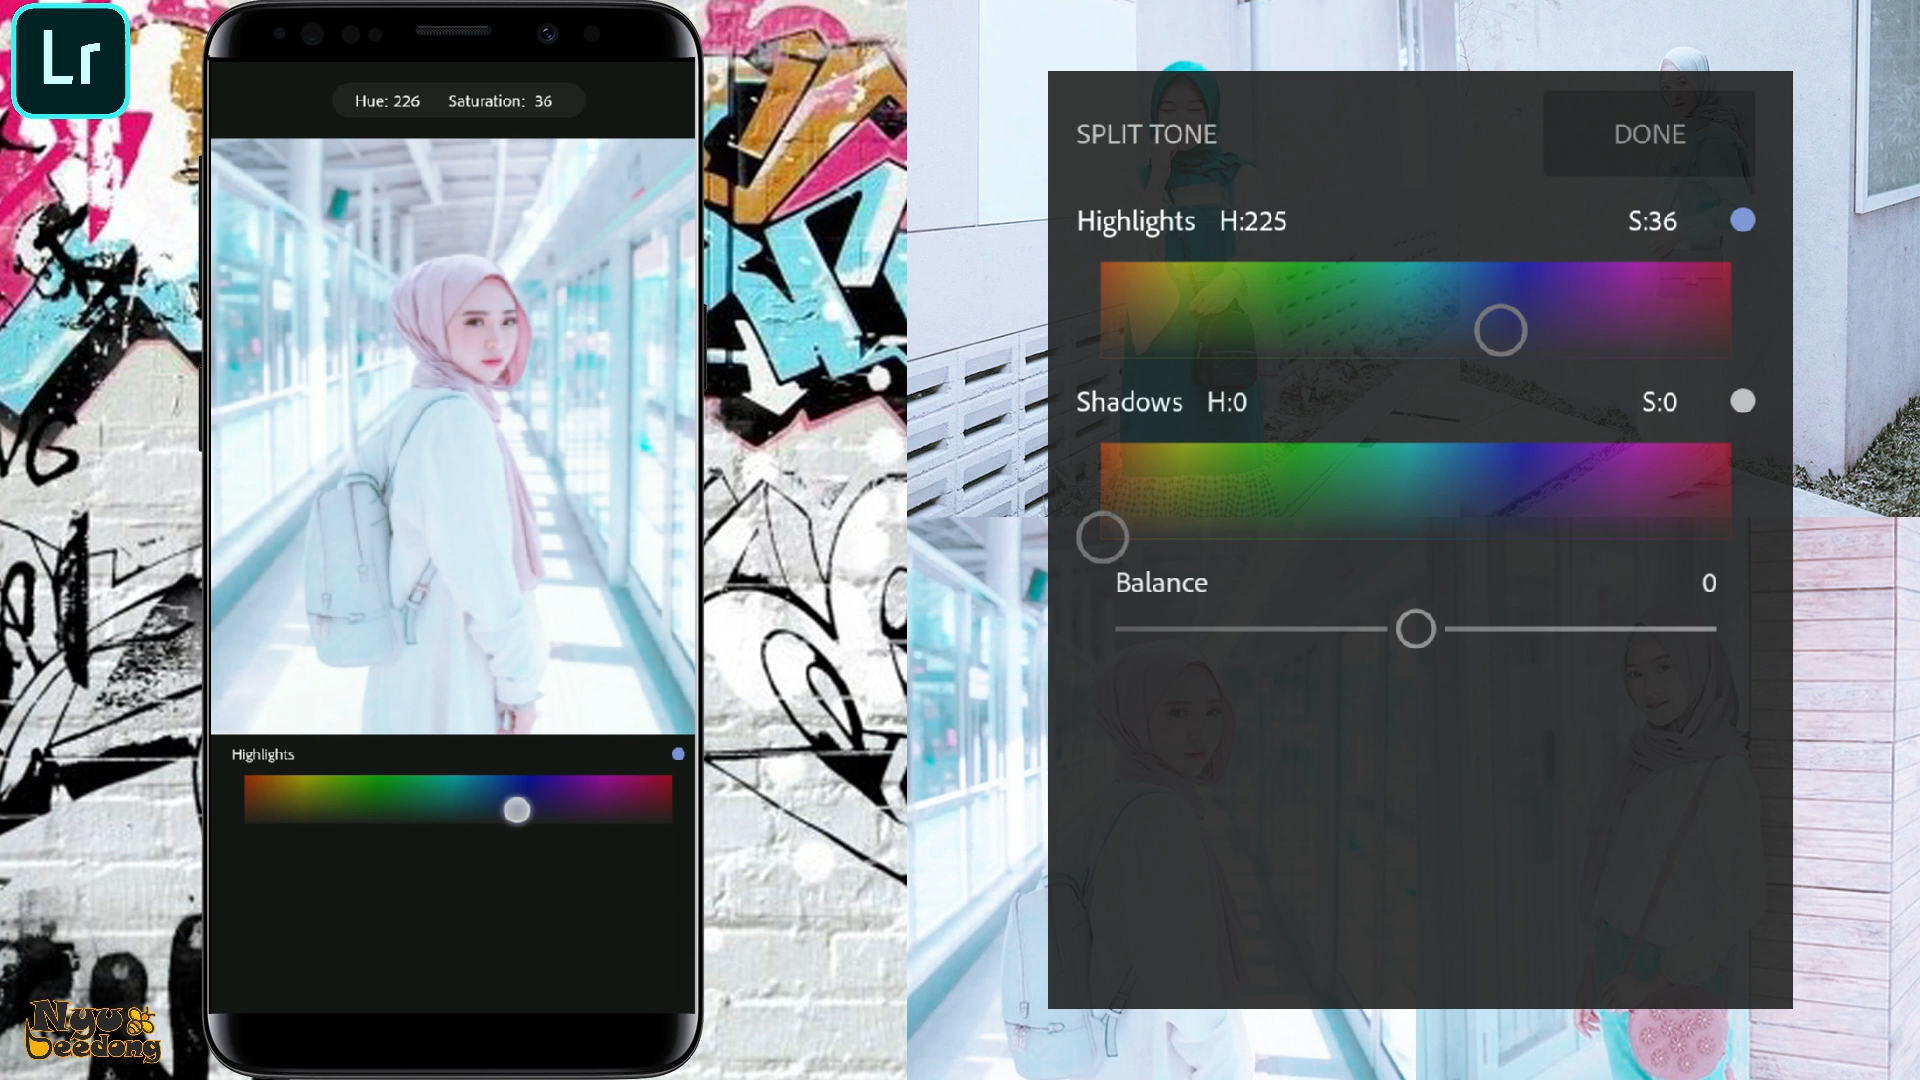 Lr
Hue: 226 Saturation: 36
Highlights
Nyu
beedong
SPLIT TONE DONE
Highlights H:225 S:36
Shadows H:0 S:0
Balance 0